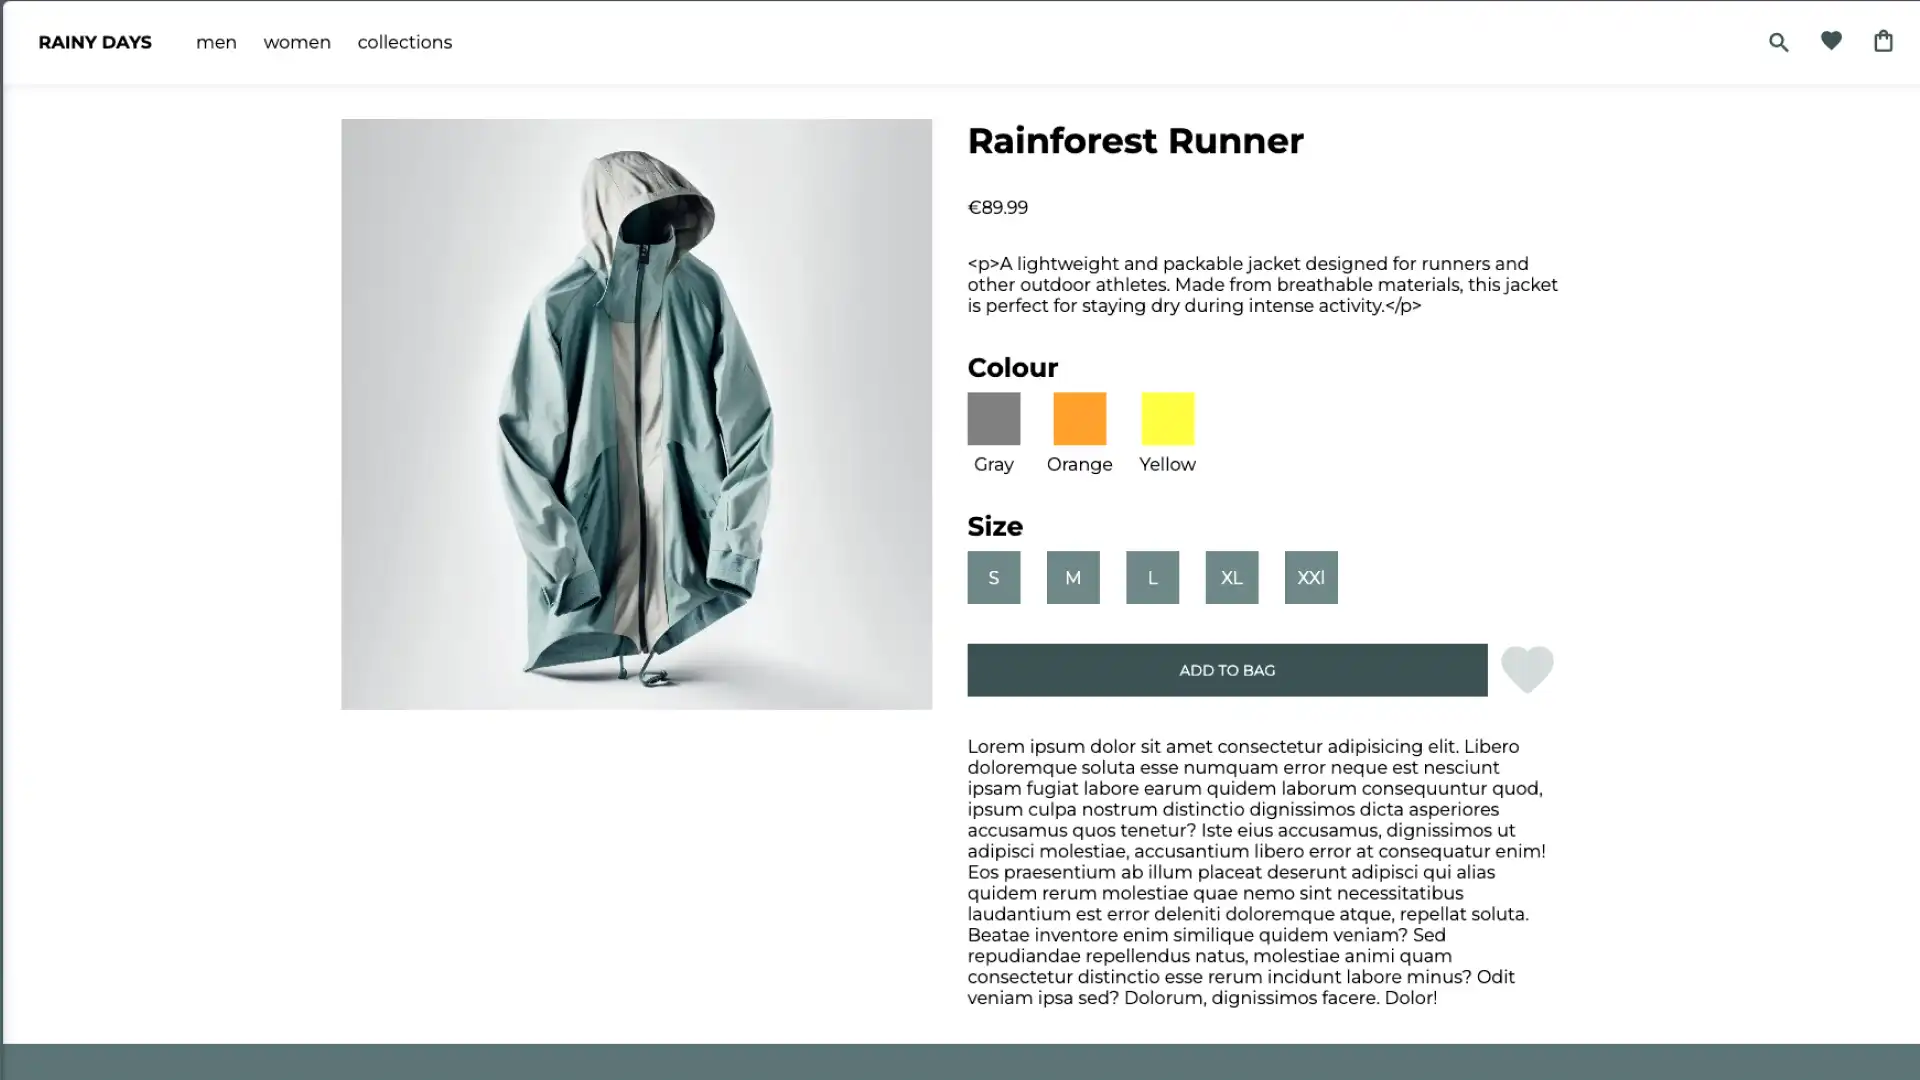 RAINY DAYS men women collections
Rainforest Runner
€89.99
<p>A lightweight and packable jacket designed for runners and
other outdoor athletes. Made from breathable materials, this jacket
is perfect for staying dry during intense activity.</p>
Colour
Gray Orange Yellow
Size
S M L XL XXl
ADD TO BAG
Lorem ipsum dolor sit amet consectetur adipisicing elit. Libero
doloremque soluta esse numquam error neque est nesciunt
ipsam fugiat labore earum quidem laborum consequuntur quod,
ipsum culpa nostrum distinctio dignissimos dicta asperiores
accusamus quos tenetur? Iste eius accusamus, dignissimos ut
adipisci molestiae, accusantium libero error at consequatur enim!
Eos praesentium ab illum placeat deserunt adipisci qui alias
quidem rerum molestiae quae nemo sint necessitatibus
laudantium est error deleniti doloremque atque, repellat soluta.
Beatae inventore enim similique quidem veniam? Sed
repudiandae repellendus natus, molestiae animi quam
consectetur distinctio esse rerum incidunt labore minus? Odit
veniam ipsa sed? Dolorum, dignissimos facere. Dolor!